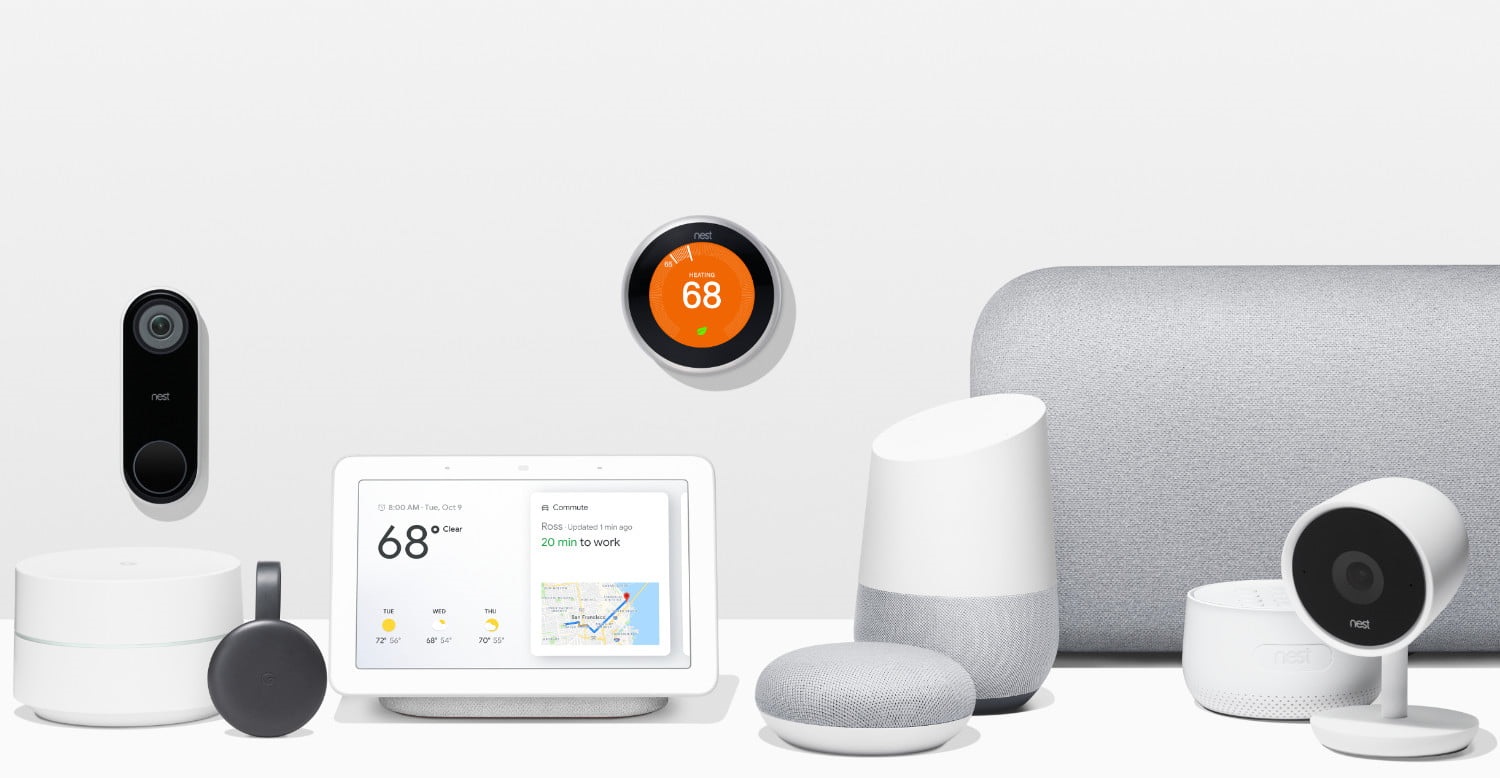 nest
68
HEATING
68
nest
8:00 AM · Tue, Oct 9
68° Clear
TUE WED THU
72° 56° 68° 54° 70° 55°
Commute
Ross · Updated 1 min ago
20 min to work
San Francisco
nest
nest